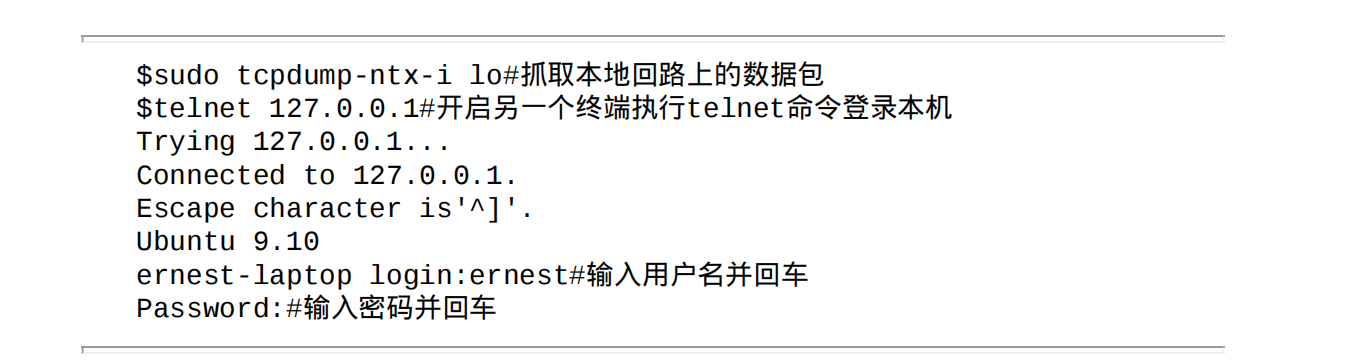 $sudo tcpdump-ntx-i lo#抓取本地回路上的数据包
$telnet 127.0.0.1#开启另一个终端执行telnet命令登录本机
Trying 127.0.0.1...
Connected to 127.0.0.1.
Escape character is'^]'.
Ubuntu 9.10
ernest-laptop login:ernest#输入用户名并回车
Password:#输入密码并回车